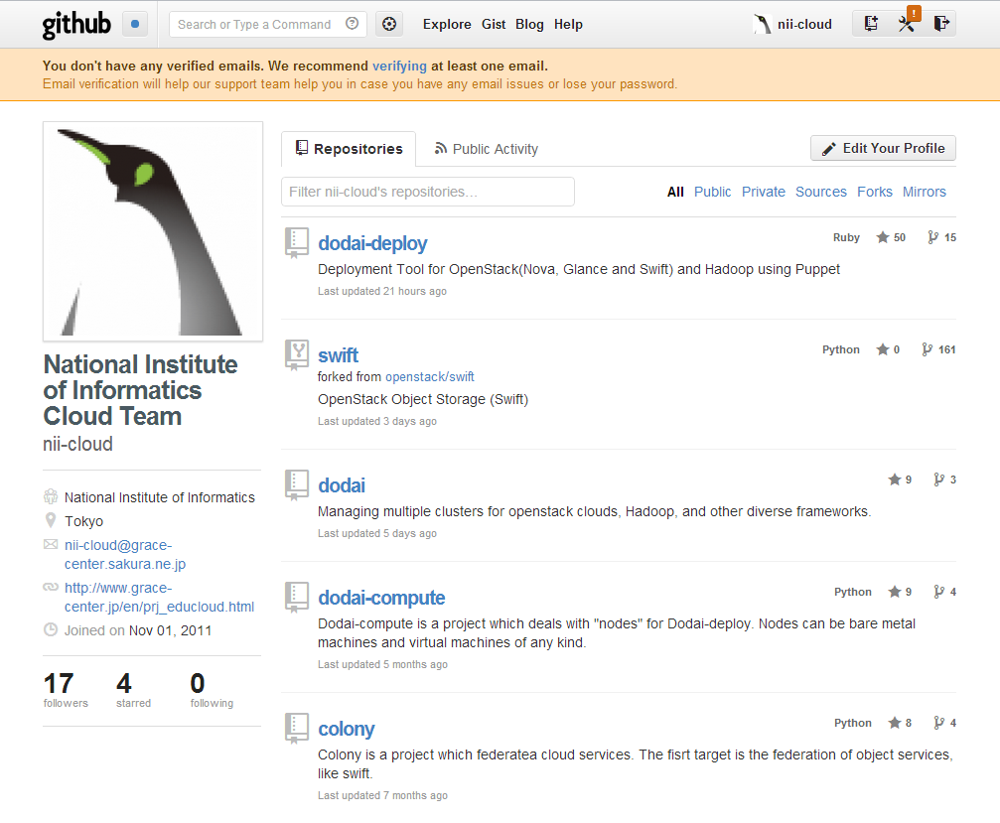 github
Search or Type a Command
Explore Gist Blog Help
nii-cloud
!
You don't have any verified emails. We recommend verifying at least one email.
Email verification will help our support team help you in case you have any email issues or lose your password.
National Institute
of Informatics
Cloud Team
nii-cloud
National Institute of Informatics
Tokyo
nii-cloud@grace-
center.sakura.ne.jp
http://www.grace-
center.jp/en/prj_educloud.html
Joined on Nov 01, 2011
17 4 0
followers starred following
Repositories Public Activity
Edit Your Profile
Filter nii-cloud's repositories...
All Public Private Sources Forks Mirrors
dodai-deploy
Ruby 50 15
Deployment Tool for OpenStack(Nova, Glance and Swift) and Hadoop using Puppet
Last updated 21 hours ago
swift
Python 0 161
forked from openstack/swift
OpenStack Object Storage (Swift)
Last updated 3 days ago
dodai
9 3
Managing multiple clusters for openstack clouds, Hadoop, and other diverse frameworks.
Last updated 5 days ago
dodai-compute
Python 9 4
Dodai-compute is a project which deals with "nodes" for Dodai-deploy. Nodes can be bare metal
machines and virtual machines of any kind.
Last updated 5 months ago
colony
Python 8 4
Colony is a project which federatea cloud services. The fisrt target is the federation of object services,
like swift.
Last updated 7 months ago